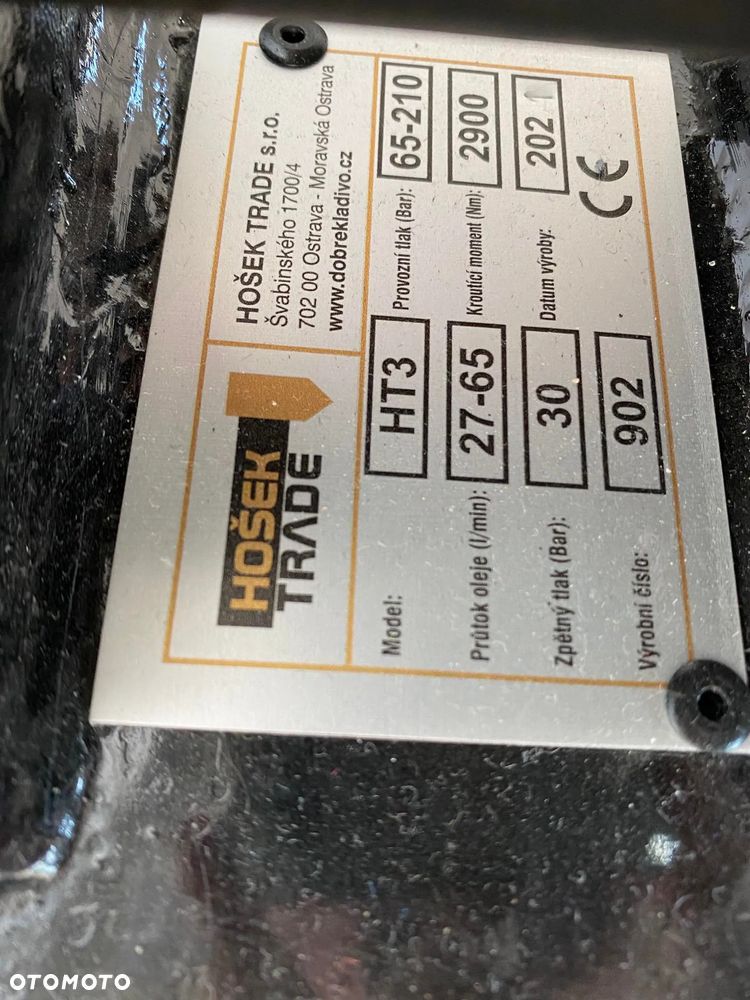 HOŠEK
TRADE
HOŠEK TRADE s.r.o.
Švabinského 1700/4
702 00 Ostrava - Moravská Ostrava
www.dobrekladivo.cz
Model: HT3 Provozní tlak (Bar): 65-210
Průtok oleje (l/min): 27-65 Kroutící moment (Nm): 2900
Zpětný tlak (Bar): 30 Datum výroby: 202
Výrobní číslo: 902 CE
OTOMOTO